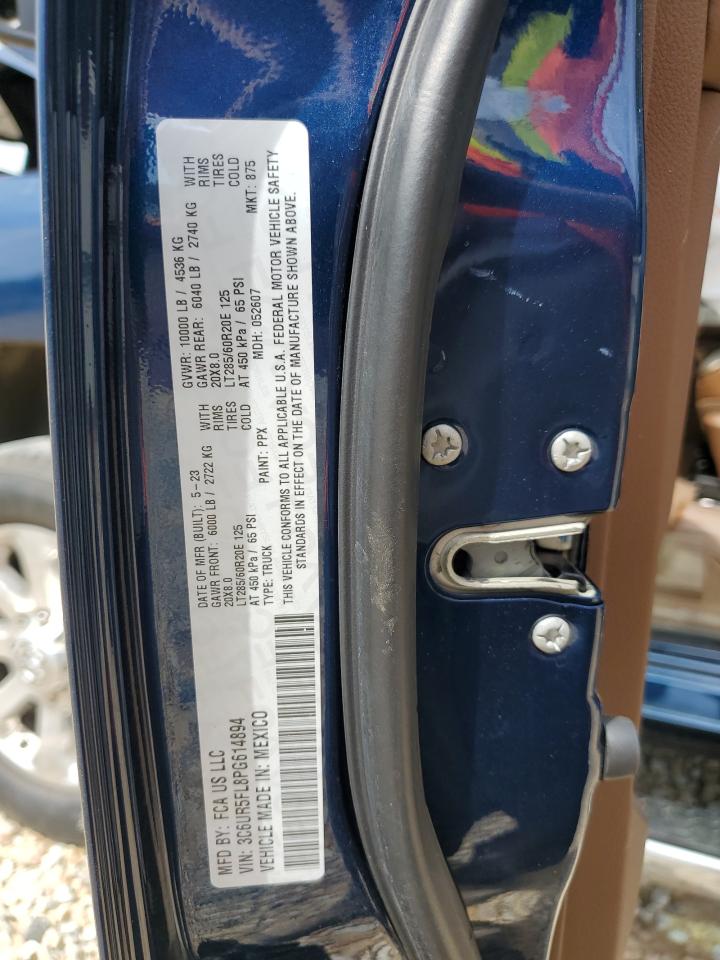 MFD BY: FCA US LLC
DATE OF MFR (BUILT): 5-23
GVWR: 10000 LB / 4536 KG
VIN: 3C6UR5FL8PG614894
GAWR FRONT: 6000 LB / 2722 KG
WITH
GAWR REAR: 6040 LB / 2740 KG
WITH
20X8.0
RIMS
20X8.0
RIMS
VEHICLE MADE IN: MEXICO
LT285/60R20E 125
TIRES
LT285/60R20E 125
TIRES
AT 450 kPa / 65 PSI
COLD
AT 450 kPa / 65 PSI
COLD
TYPE: TRUCK
PAINT: PPX
MDH: 052607
MKT: 875
THIS VEHICLE CONFORMS TO ALL APPLICABLE U.S.A. FEDERAL MOTOR VEHICLE SAFETY
STANDARDS IN EFFECT ON THE DATE OF MANUFACTURE SHOWN ABOVE.